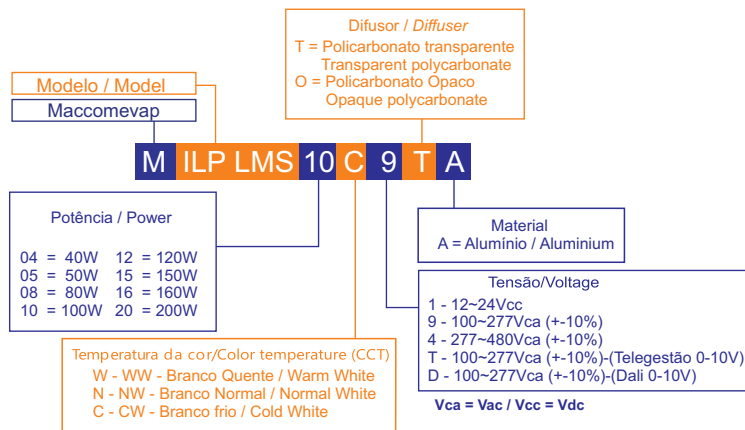 Difusor / Diffuser
T = Policarbonato transparente
Transparent polycarbonate
O = Policarbonato Opaco
Opaque polycarbonate
Modelo / Model
Maccomevap
M ILP LMS 10 C 9 T A
Potência / Power
04 = 40W 12 = 120W
05 = 50W 15 = 150W
08 = 80W 16 = 160W
10 = 100W 20 = 200W
Material
A = Alumínio / Aluminium
Tensão/Voltage
1 - 12~24Vcc
9 - 100~277Vca (+-10%)
4 - 277~480Vca (+-10%)
T - 100~277Vca (+-10%)-(Telegestão 0-10V)
D - 100~277Vca (+-10%)-(Dali 0-10V)
Vca = Vac / Vcc = Vdc
Temperatura da cor/Color temperature (CCT)
W - WW - Branco Quente / Warm White
N - NW - Branco Normal / Normal White
C - CW - Branco frio / Cold White